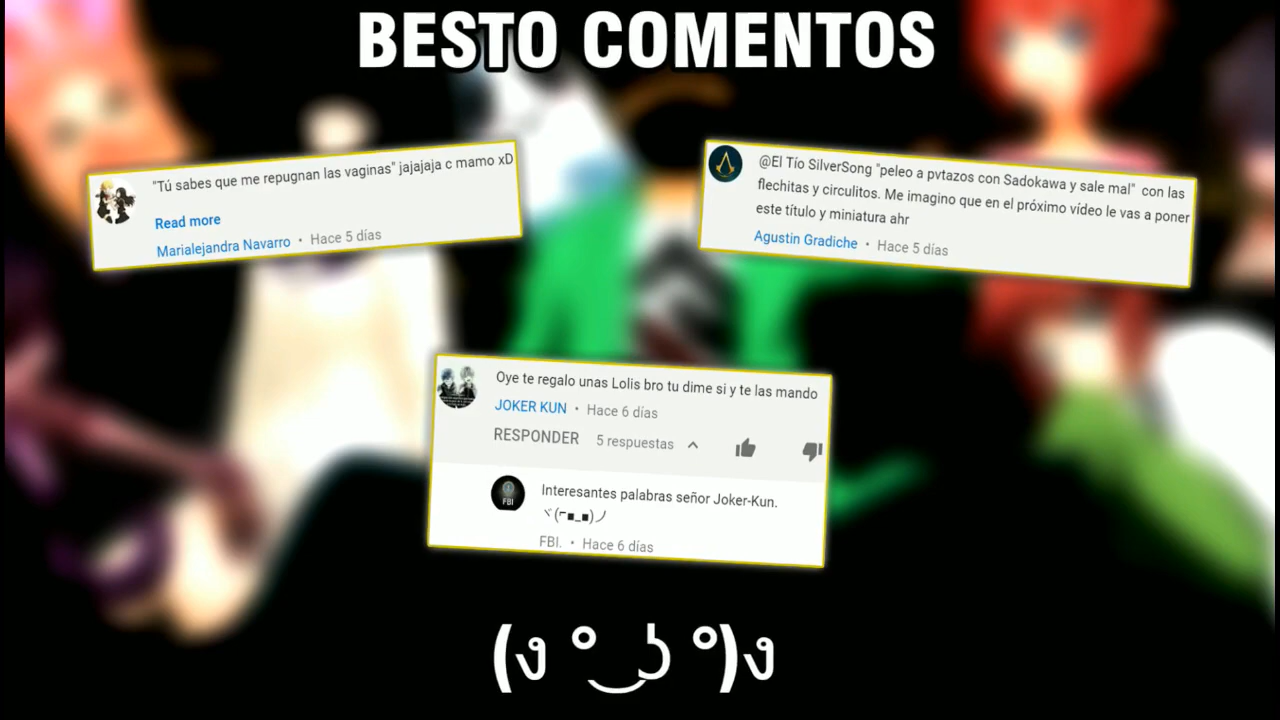 BESTO COMENTOS
"Tú sabes que me repugnan las vaginas" jajajaja c mamo xD
Read more
Marialejandra Navarro • Hace 5 días
@El Tío SilverSong "peleo a pvtazos con Sadokawa y sale mal" con las
flechitas y circulitos. Me imagino que en el próximo vídeo le vas a poner
este título y miniatura ahr
Agustin Gradiche • Hace 5 días
Oye te regalo unas Lolis bro tu dime si y te las mando
JOKER KUN • Hace 6 días
RESPONDER 5 respuestas
FBI
Interesantes palabras señor Joker-Kun.
ヾ(⌐■_■)ノ
FBI. • Hace 6 días
(ง ° ͜ ʖ °)ง